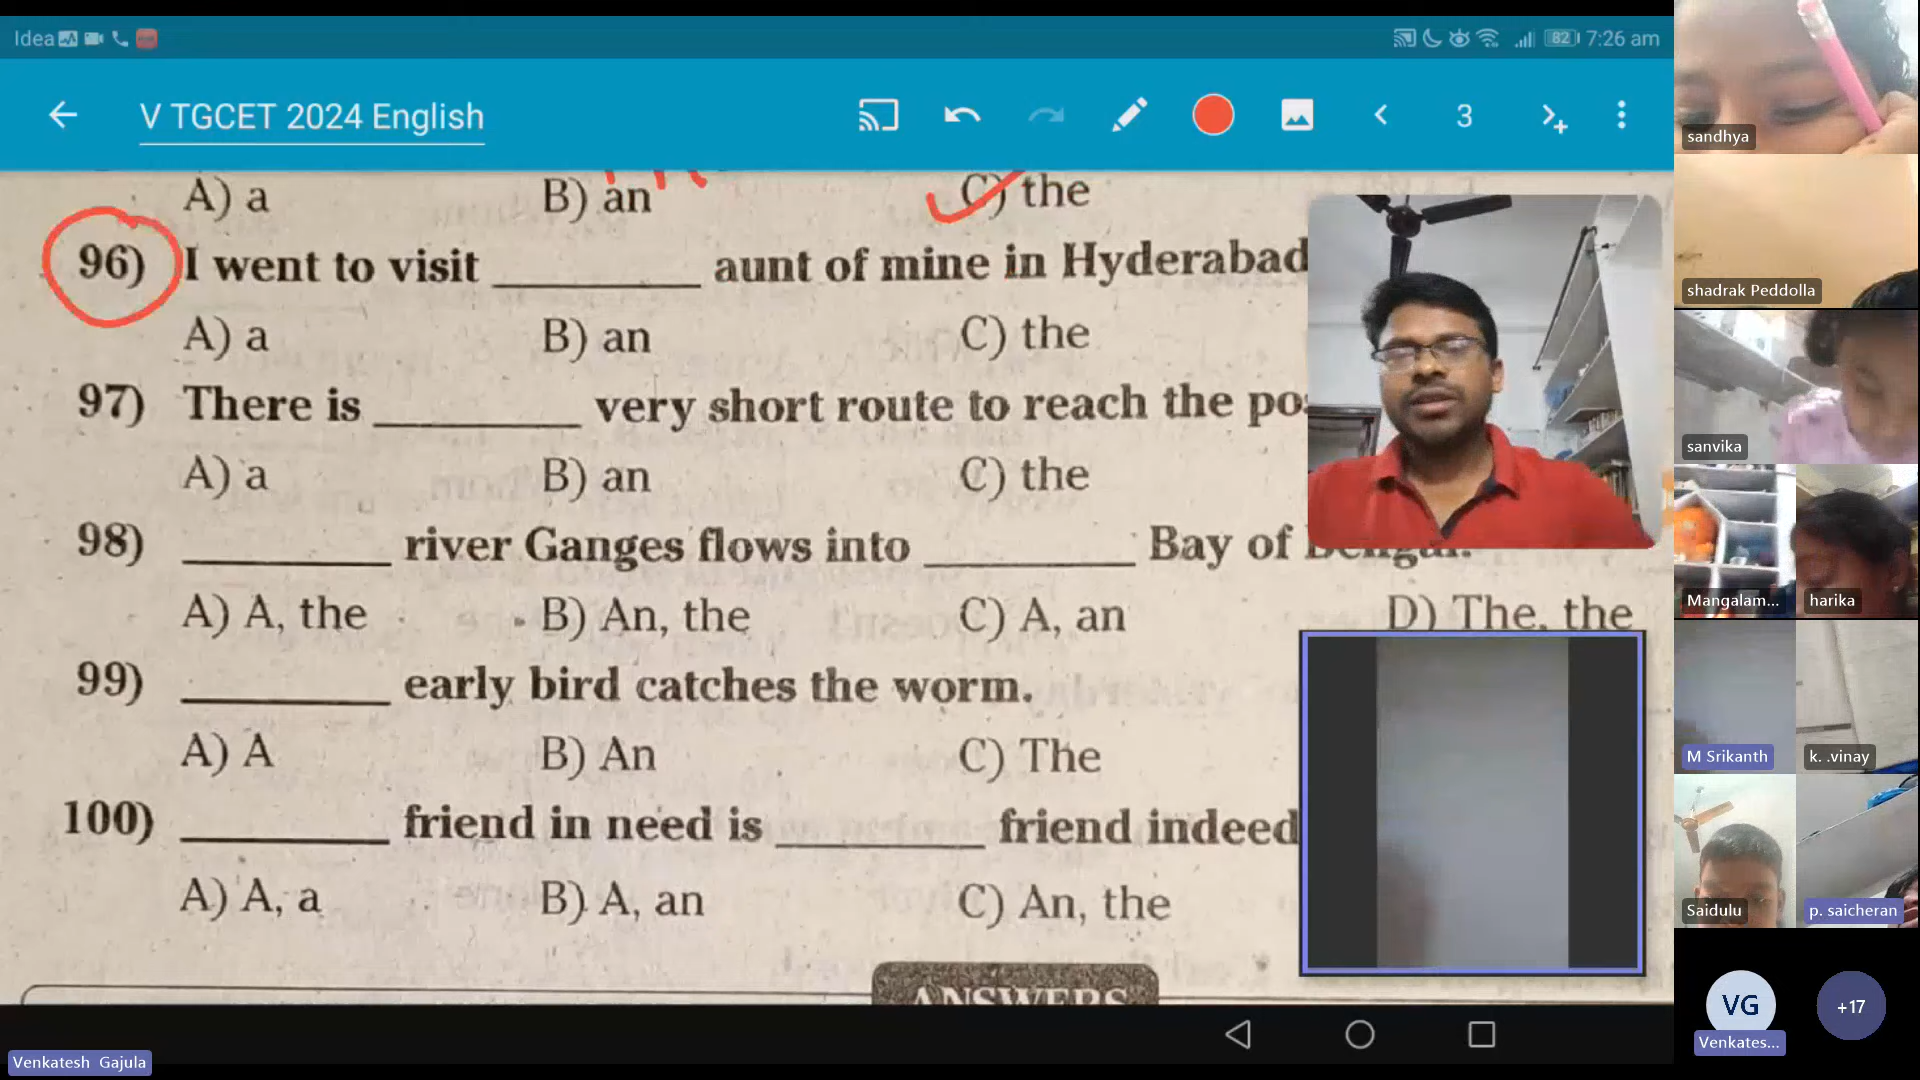 Idea
82 7:26 am
V TGCET 2024 English
3
A) a B) an C) the
96) I went to visit ________ aunt of mine in Hyderabad
A) a B) an C) the
97) There is ________ very short route to reach the
A) a B) an C) the
98) ________ river Ganges flows into ________ Bay of Bengal.
A) A, the B) An, the C) A, an D) The, the
99) ________ early bird catches the worm.
A) A B) An C) The
100) ________ friend in need is ________ friend indeed
A) A, a B) A, an C) An, the
ANSWERS
Venkatesh Gajula
sandhya
shadrak Peddolla
sanvika
Mangalam... harika
M Srikanth k. .vinay
Saidulu p. saicheran
VG +17
Venkates...